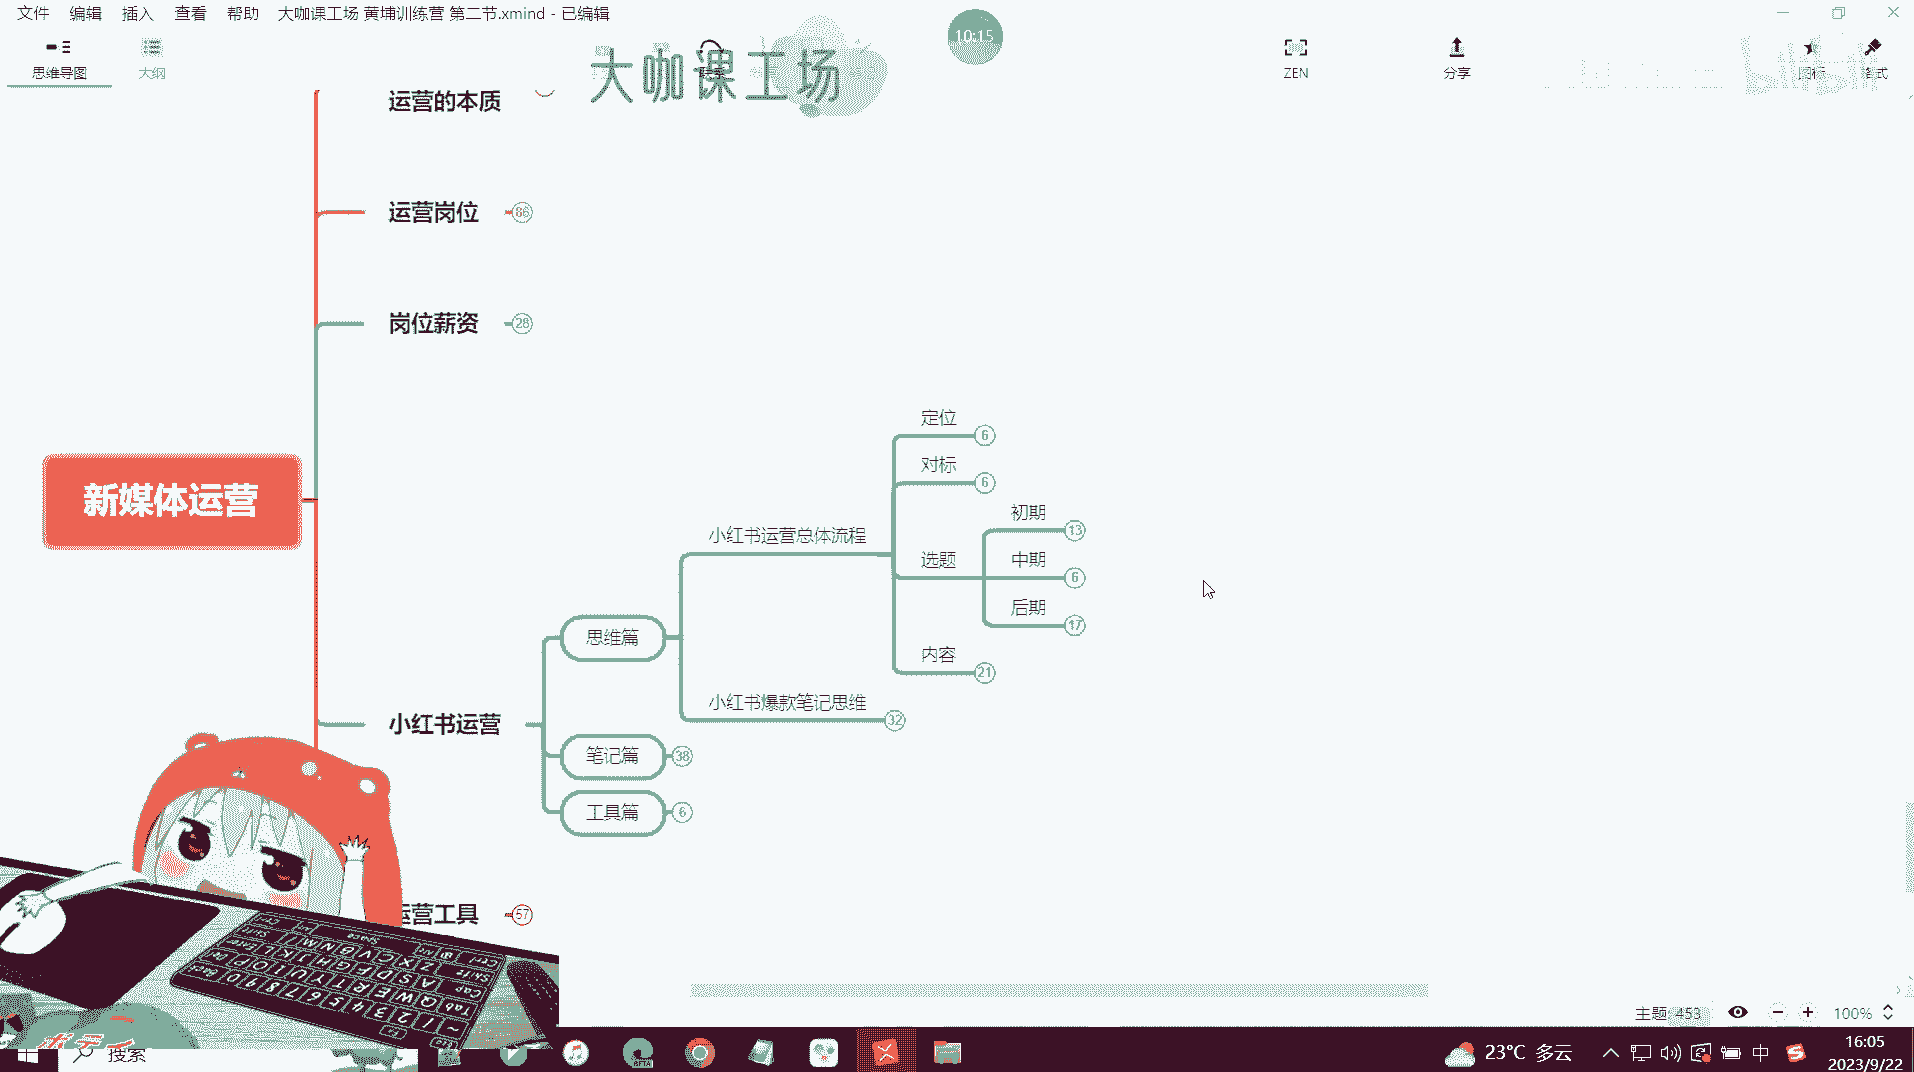 文件 编辑 插入 查看 帮助 大咖课工场 黄埔训练营 第二节.xmind - 已编辑
思维导图
大纲
大咖课工场
10:15
ZEN
分享
图标
格式
运营的本质
运营岗位 86
岗位薪资 28
新媒体运营
定位 6
对标 6
小红书运营总体流程
选题
初期 13
中期 6
后期 17
内容 21
思维篇
小红书爆款笔记思维 32
小红书运营
笔记篇 38
工具篇 6
运营工具 57
主题: 453
100%
搜索
BETA
23°C 多云
中
16:05
2023/9/22